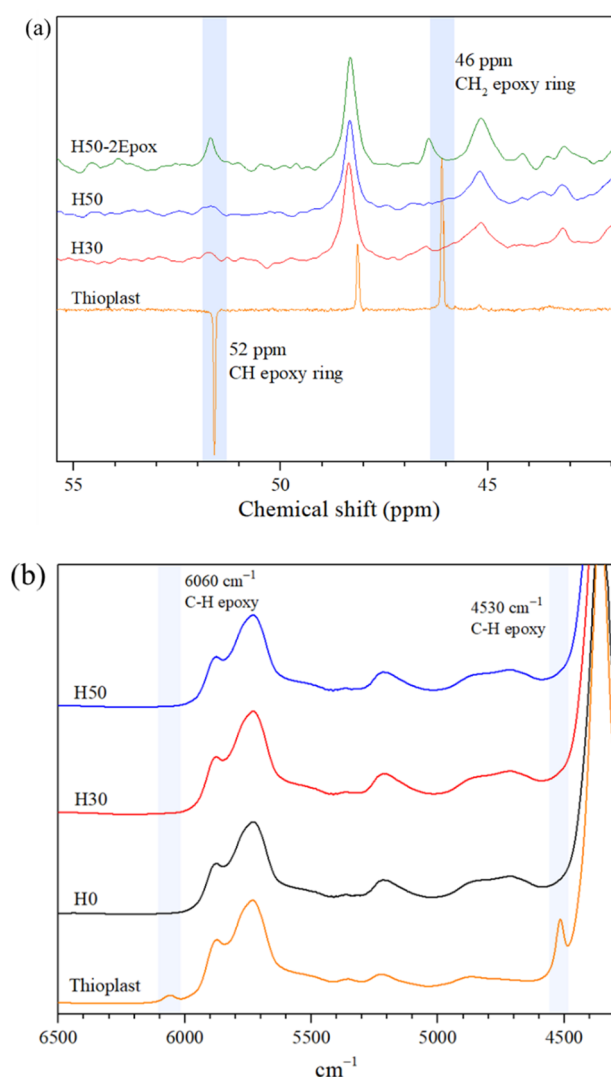 (a)
46 ppm
CH₂ epoxy ring
H50-2Epox
H50
H30
Thioplast
52 ppm
CH epoxy ring
55 50 45
Chemical shift (ppm)
(b)
6060 cm⁻¹
C-H epoxy
4530 cm⁻¹
C-H epoxy
H50
H30
H0
Thioplast
6500 6000 5500 5000 4500
cm⁻¹